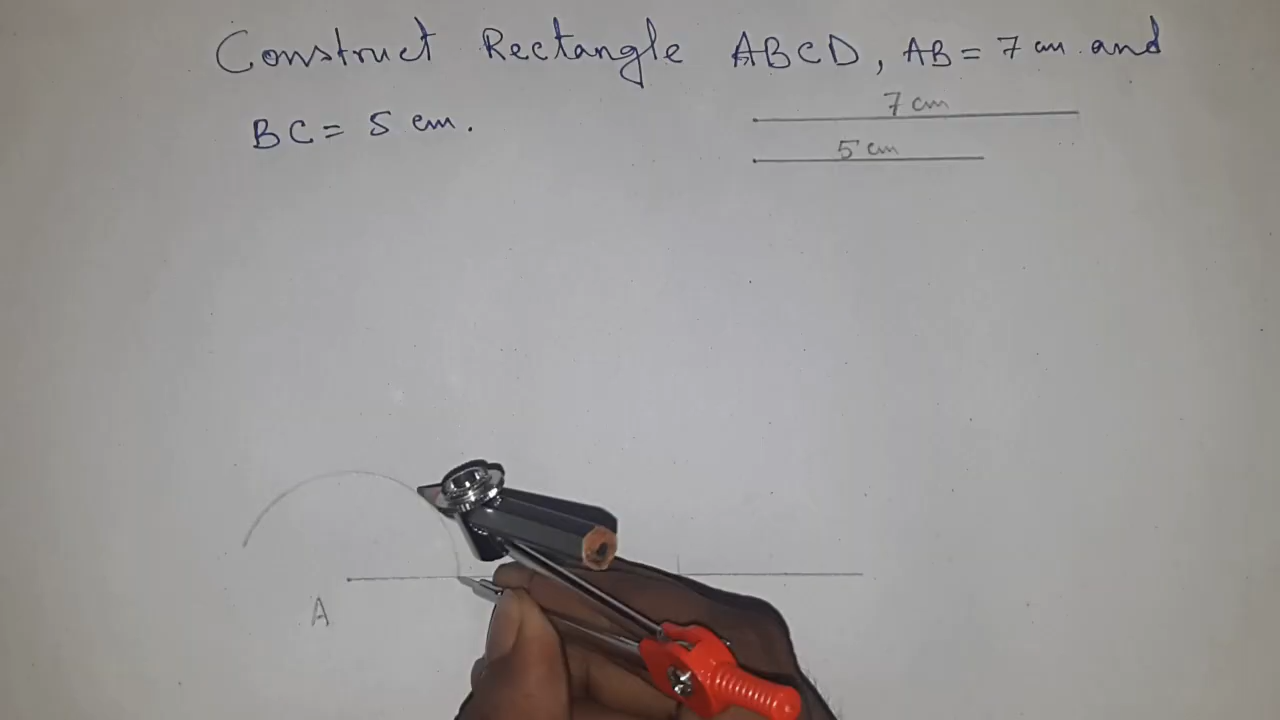 Construct Rectangle ABCD, AB = 7 cm and
BC = 5 cm.
7 cm
5 cm
A